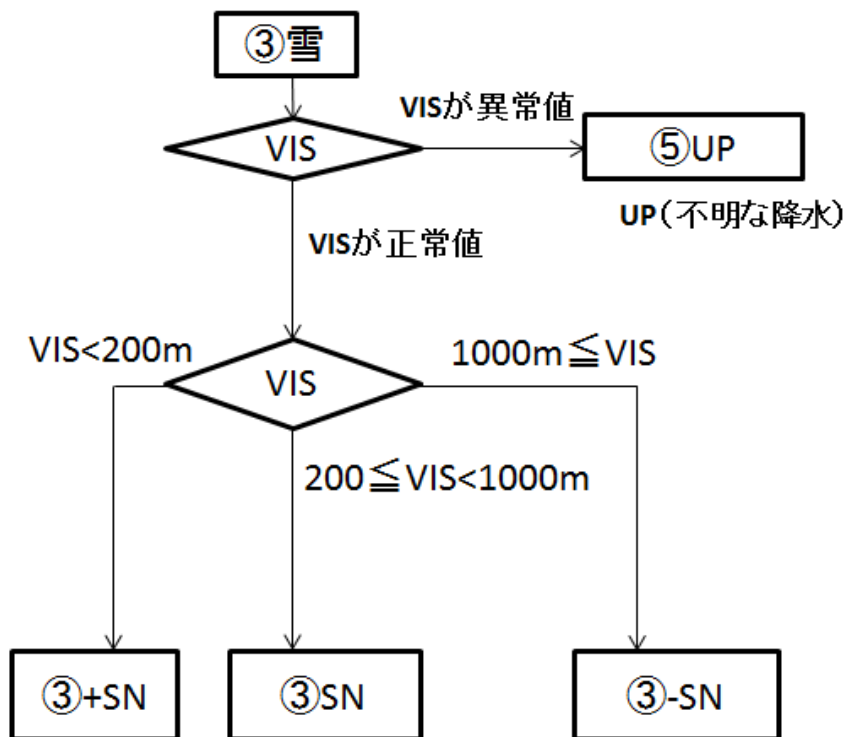 ③雪
VISが異常値
VIS
⑤UP
UP(不明な降水)
VISが正常値
VIS<200m
1000m≦VIS
VIS
200≦VIS<1000m
③+SN
③SN
③-SN